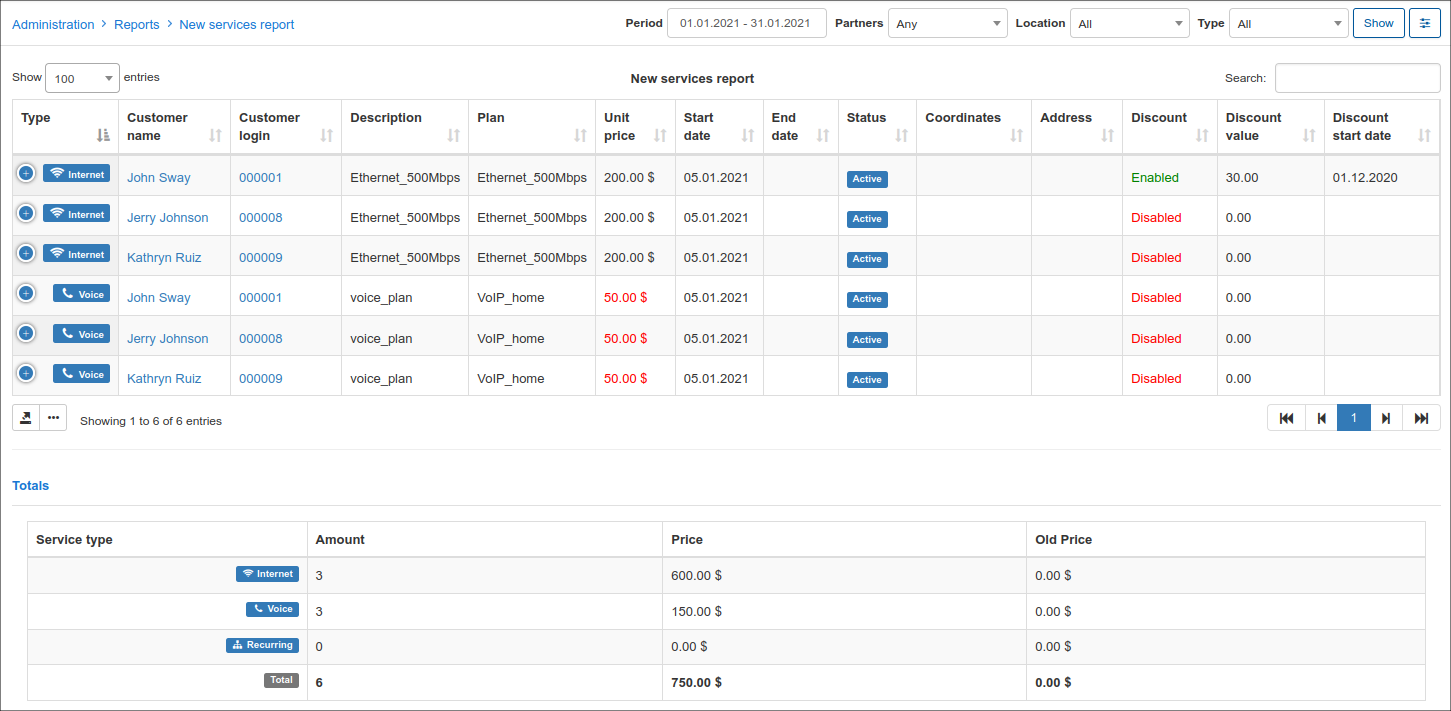 Administration > Reports > New services report Period 01.01.2021 - 31.01.2021 Partners Any Location All Type All Show
Show 100 entries New services report Search:
Type Customer name Customer login Description Plan Unit price Start date End date Status Coordinates Address Discount Discount value Discount start date
Internet John Sway 000001 Ethernet_500Mbps Ethernet_500Mbps 200.00 $ 05.01.2021 Active Enabled 30.00 01.12.2020
Internet Jerry Johnson 000008 Ethernet_500Mbps Ethernet_500Mbps 200.00 $ 05.01.2021 Active Disabled 0.00
Internet Kathryn Ruiz 000009 Ethernet_500Mbps Ethernet_500Mbps 200.00 $ 05.01.2021 Active Disabled 0.00
Voice John Sway 000001 voice_plan VoIP_home 50.00 $ 05.01.2021 Active Disabled 0.00
Voice Jerry Johnson 000008 voice_plan VoIP_home 50.00 $ 05.01.2021 Active Disabled 0.00
Voice Kathryn Ruiz 000009 voice_plan VoIP_home 50.00 $ 05.01.2021 Active Disabled 0.00
Showing 1 to 6 of 6 entries 1
Totals
Service type Amount Price Old Price
Internet 3 600.00 $ 0.00 $
Voice 3 150.00 $ 0.00 $
Recurring 0 0.00 $ 0.00 $
Total 6 750.00 $ 0.00 $